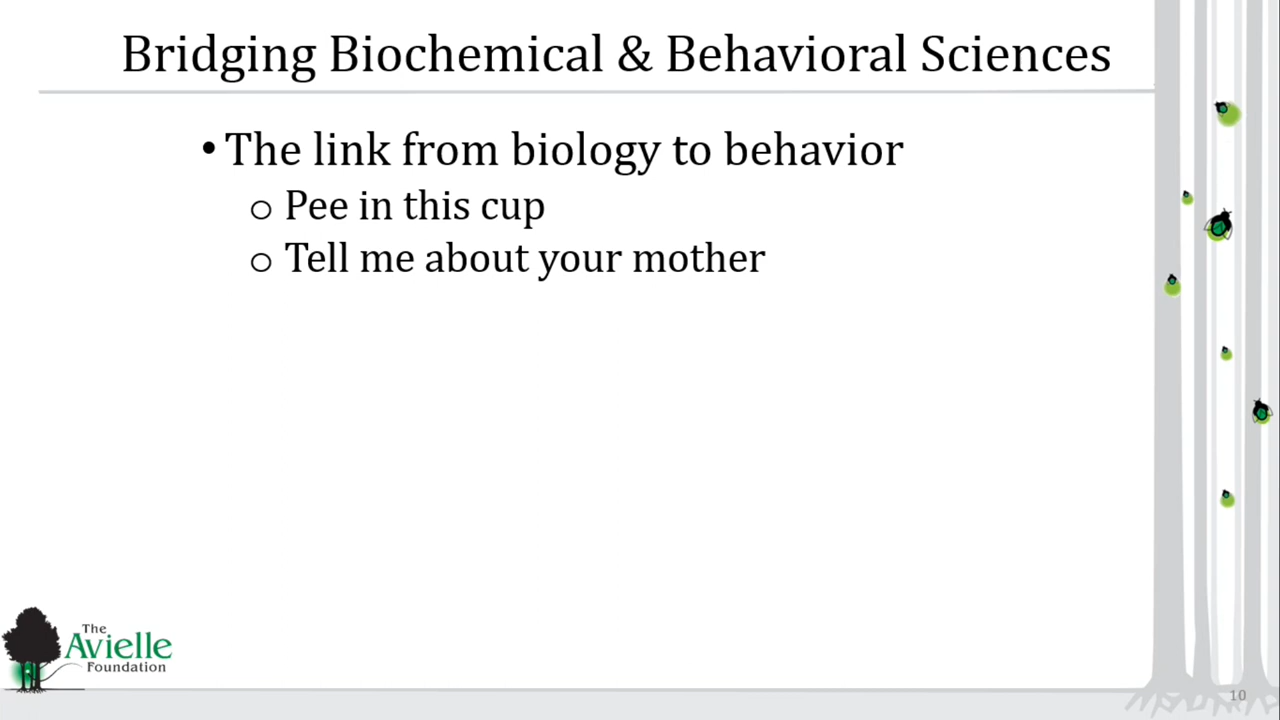 Bridging Biochemical & Behavioral Sciences
• The link from biology to behavior
o Pee in this cup
o Tell me about your mother
The
Avielle
Foundation
10